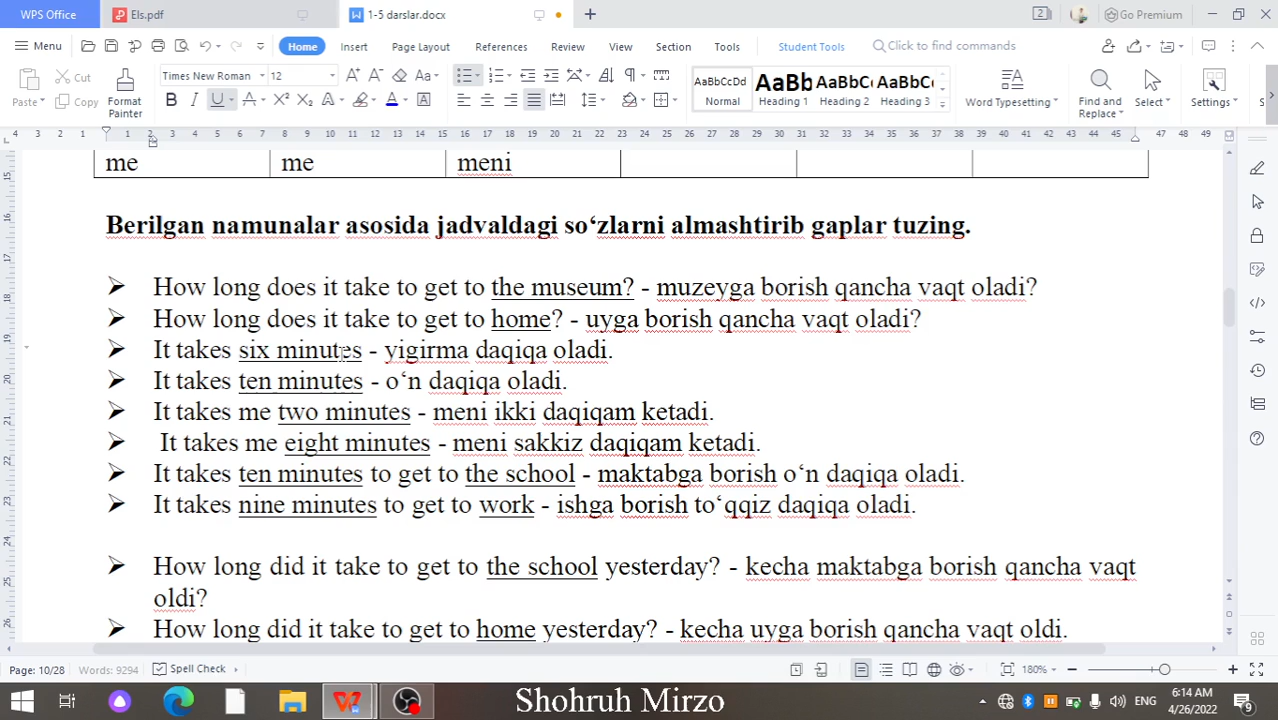 WPS Office
Els.pdf
1-5 darslar.docx
2
Go Premium
Menu
Home
Insert
Page Layout
References
Review
View
Section
Tools
Student Tools
Click to find commands
Paste
Cut
Copy
Format Painter
Times New Roman
12
AaBbCcDd
Normal
AaBb
Heading 1
AaBbC
Heading 2
AaBbC
Heading 3
Word Typesetting
Find and Replace
Select
Settings
me me meni
Berilgan namunalar asosida jadvaldagi so‘zlarni almashtirib gaplar tuzing.
➢ How long does it take to get to the museum? - muzeyga borish qancha vaqt oladi?
➢ How long does it take to get to home? - uyga borish qancha vaqt oladi?
➢ It takes six minutes - yigirma daqiqa oladi.
➢ It takes ten minutes - o‘n daqiqa oladi.
➢ It takes me two minutes - meni ikki daqiqam ketadi.
➢ It takes me eight minutes - meni sakkiz daqiqam ketadi.
➢ It takes ten minutes to get to the school - maktabga borish o‘n daqiqa oladi.
➢ It takes nine minutes to get to work - ishga borish to‘qqiz daqiqa oladi.
➢ How long did it take to get to the school yesterday? - kecha maktabga borish qancha vaqt
oldi?
➢ How long did it take to get to home yesterday? - kecha uyga borish qancha vaqt oldi.
Page: 10/28
Words: 9294
Spell Check
180%
Shohruh Mirzo
ENG
6:14 AM
4/26/2022
9